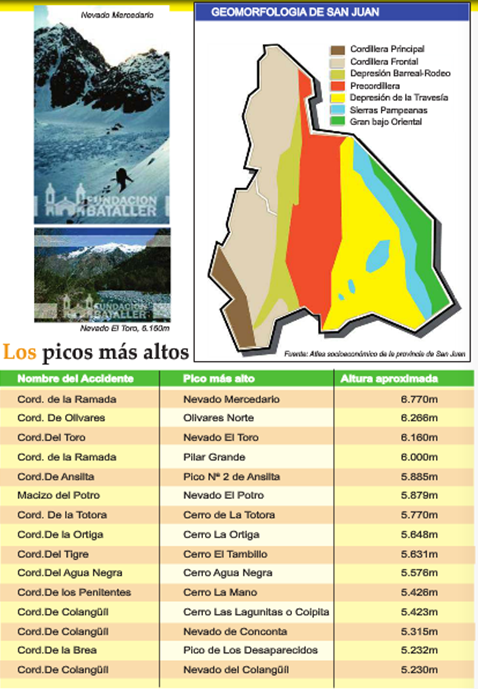 Nevado Mercedario
FUNDACION
BATALLER
FUNDACION
BATALLER
Nevado El Toro, 6.160m
GEOMORFOLOGIA DE SAN JUAN
Cordillera Principal
Cordillera Frontal
Depresión Barreal-Rodeo
Precordillera
Depresión de la Travesía
Sierras Pampeanas
Gran bajo Oriental
Fuente: Atlas socioeconómico de la provincia de San Juan
Los picos más altos
Nombre del Accidente Pico más alto Altura aproximada
Cord. de la Ramada Nevado Mercedario 6.770m
Cord. De Olivares Olivares Norte 6.266m
Cord.Del Toro Nevado El Toro 6.160m
Cord. de la Ramada Pilar Grande 6.000m
Cord.De Ansilta Pico Nº 2 de Ansilta 5.885m
Macizo del Potro Nevado El Potro 5.879m
Cord. De la Totora Cerro de La Totora 5.770m
Cord.De la Ortiga Cerro La Ortiga 5.648m
Cord.Del Tigre Cerro El Tambillo 5.631m
Cord.Del Agua Negra Cerro Agua Negra 5.576m
Cord.De los Penitentes Cerro La Mano 5.426m
Cord.De Colangüil Cerro Las Lagunitas o Colpita 5.423m
Cord.De Colangüil Nevado de Conconta 5.315m
Cord.De la Brea Pico de Los Desaparecidos 5.232m
Cord.De Colangüil Nevado del Colangüil 5.230m